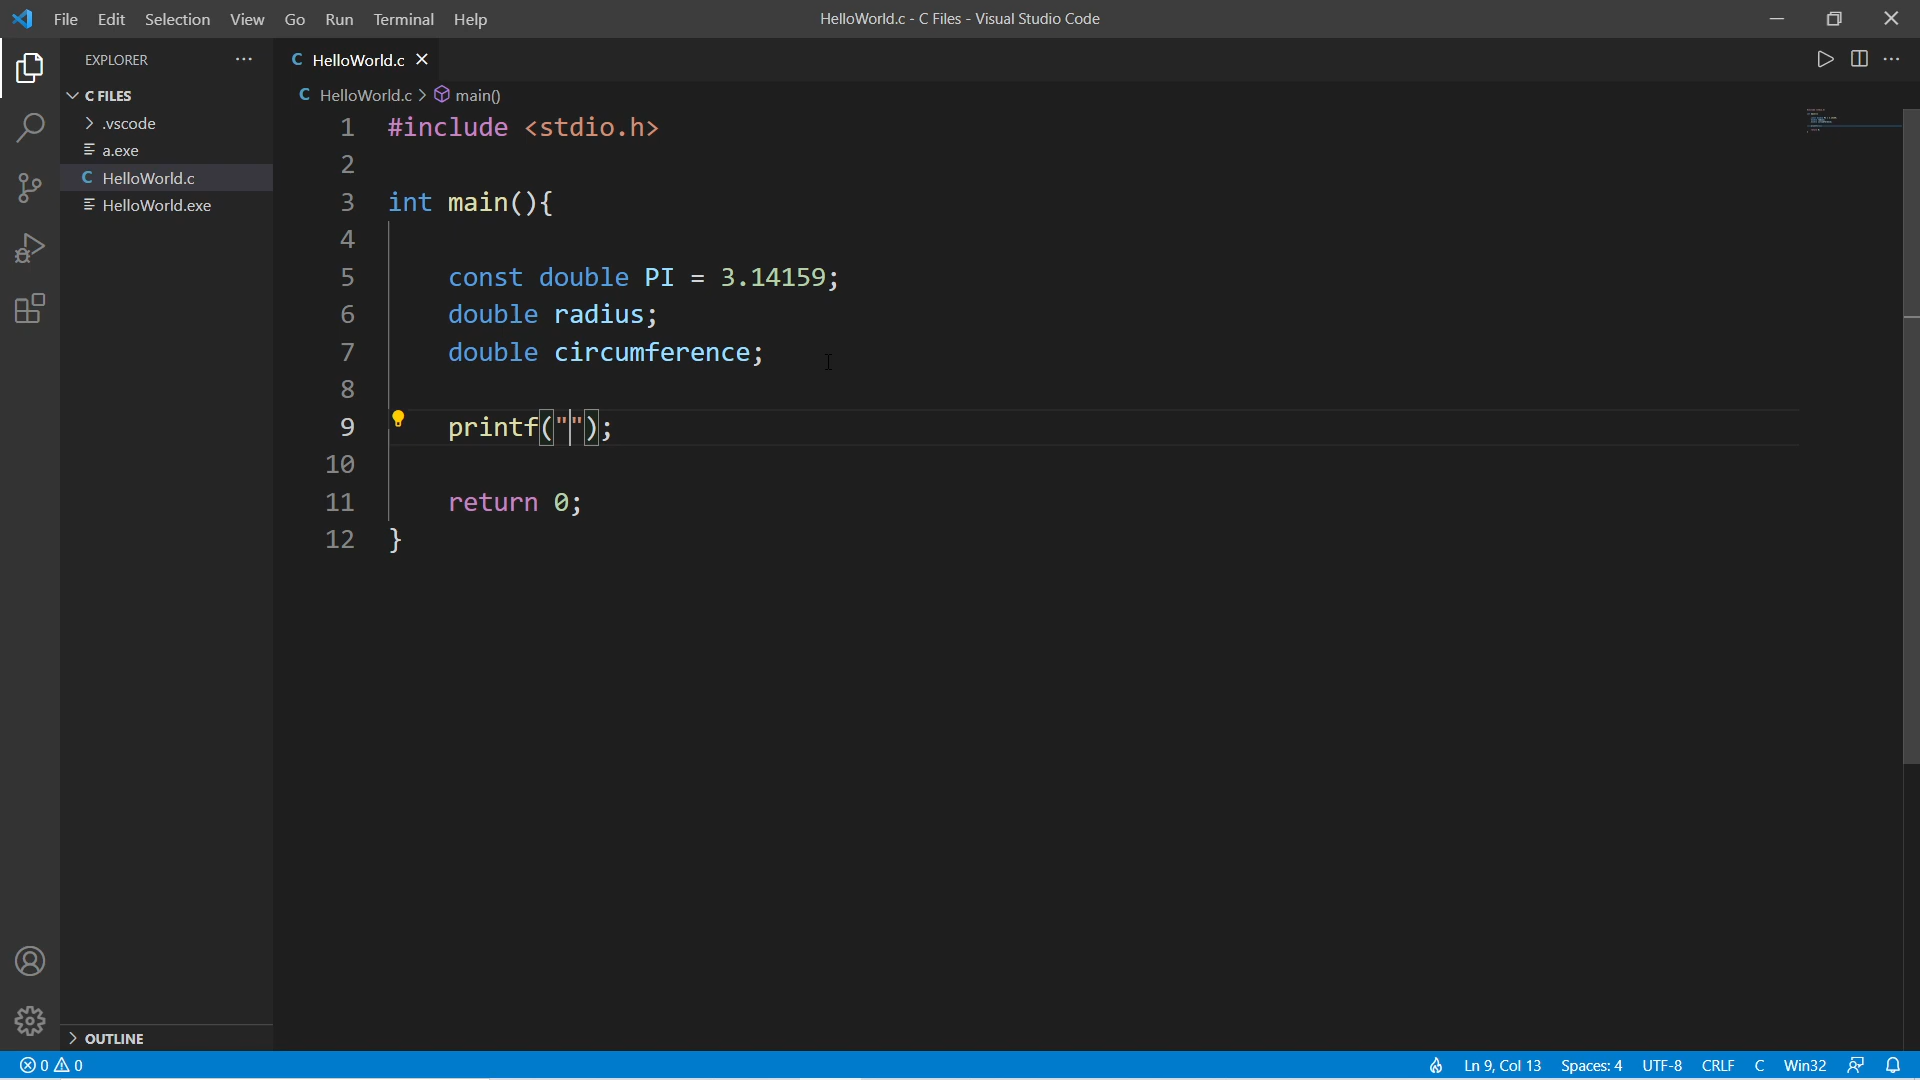 File Edit Selection View Go Run Terminal Help HelloWorld.c - C Files - Visual Studio Code
EXPLORER
C FILES
.vscode
a.exe
C HelloWorld.c
HelloWorld.exe
OUTLINE
C HelloWorld.c
C HelloWorld.c > main()
1 #include <stdio.h>
2
3 int main(){
4
5 const double PI = 3.14159;
6 double radius;
7 double circumference;
8
9 printf("");
10
11 return 0;
12 }
0 0 Ln 9, Col 13 Spaces: 4 UTF-8 CRLF C Win32